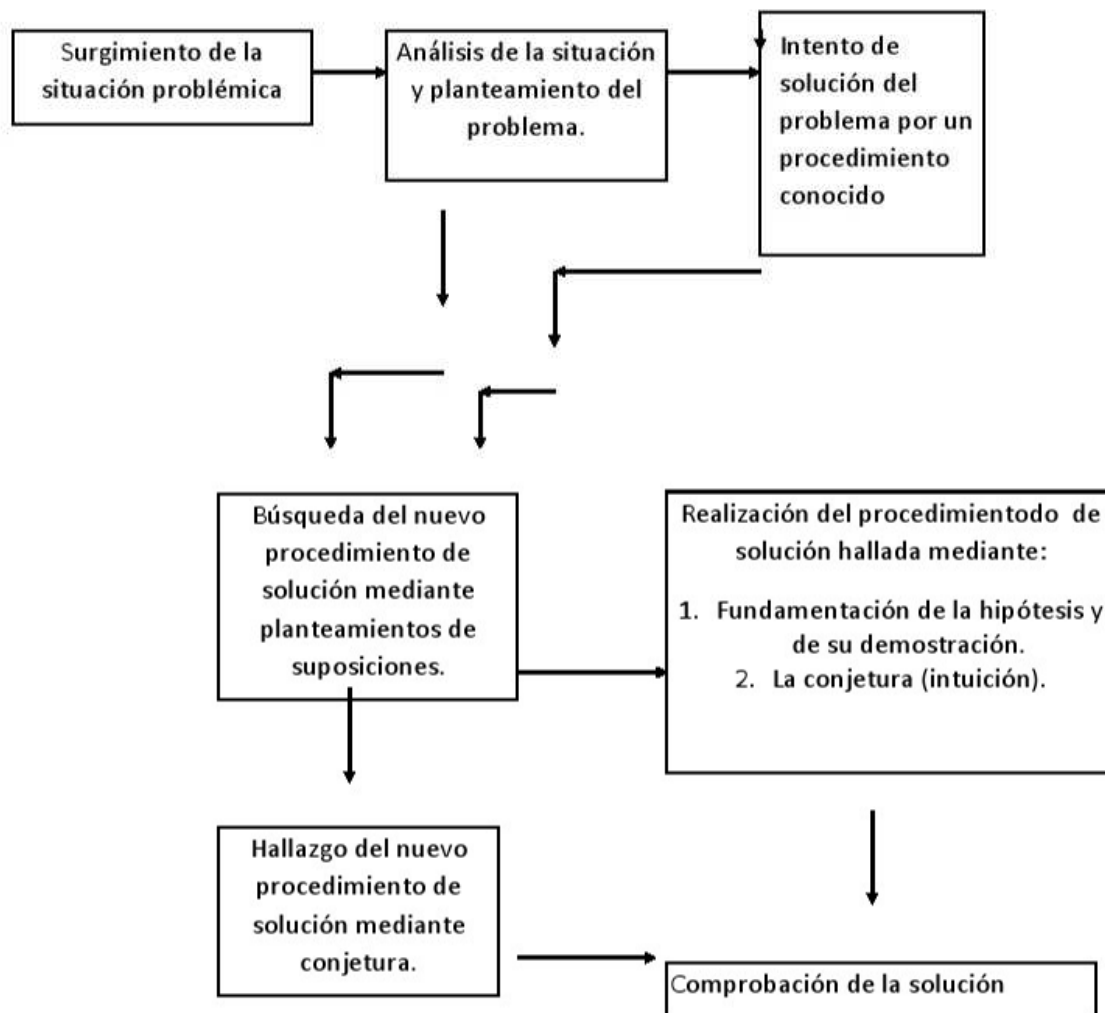 Surgimiento de la
situación problémica
Análisis de la situación
y planteamiento del
problema.
Intento de
solución del
problema por un
procedimiento
conocido
Búsqueda del nuevo
procedimiento de
solución mediante
planteamientos de
suposiciones.
Realización del procedimientodo de
solución hallada mediante:
1. Fundamentación de la hipótesis y
de su demostración.
2. La conjetura (intuición).
Hallazgo del nuevo
procedimiento de
solución mediante
conjetura.
Comprobación de la solución